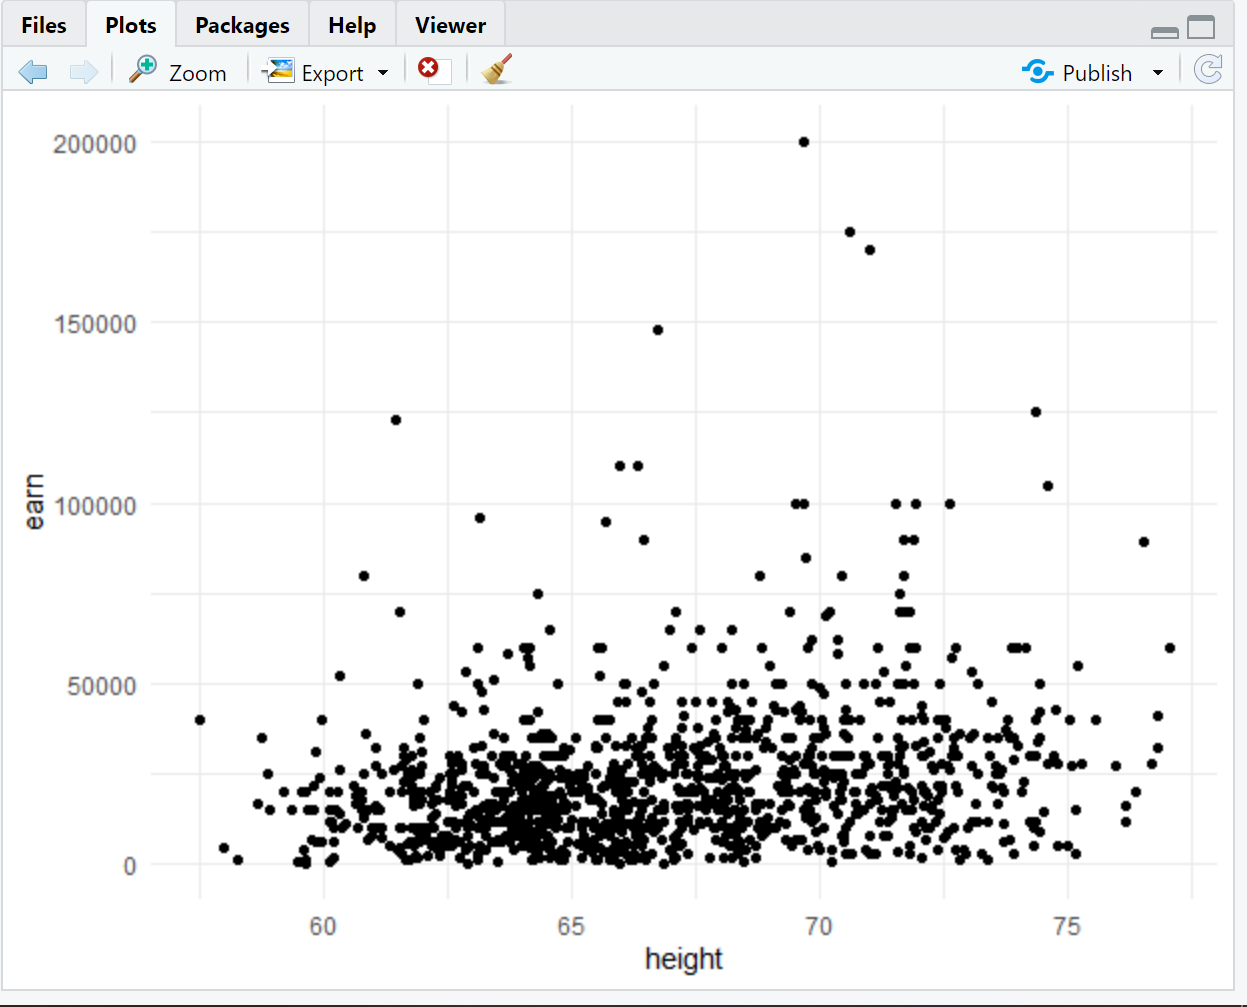 Files Plots Packages Help Viewer
Zoom Export Publish
200000
150000
100000
50000
0
earn
60 65 70 75
height